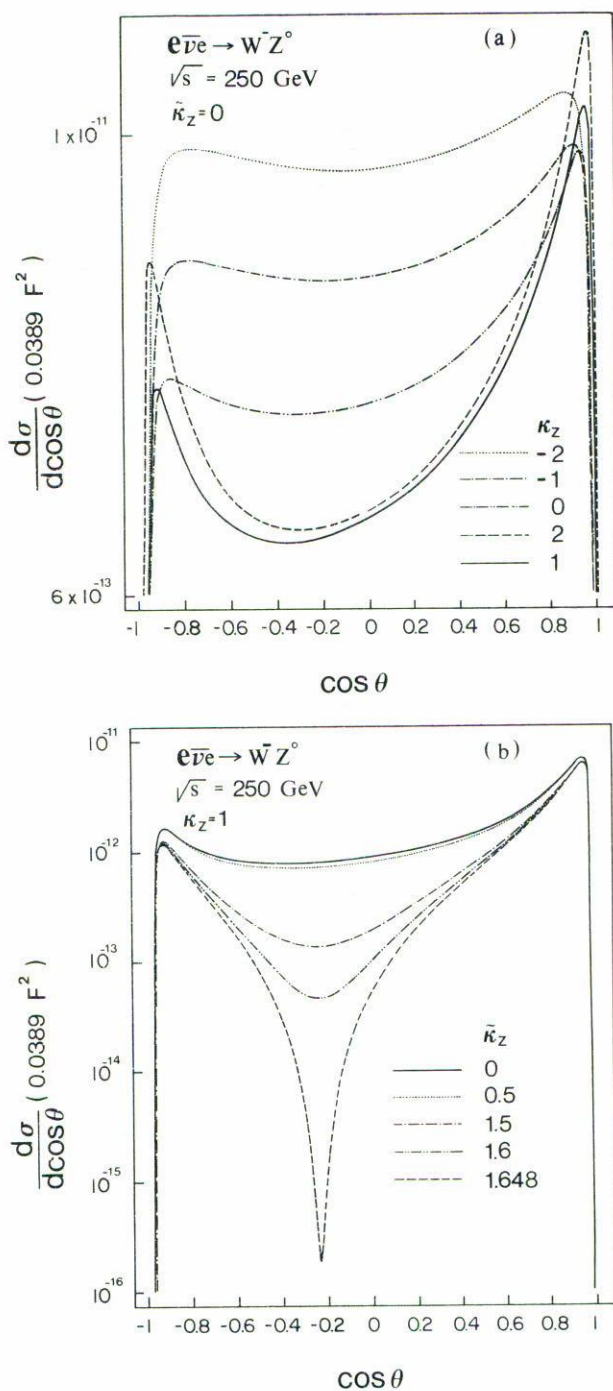 (a)
eν̄e → W⁻Z°
√s = 250 GeV
κ̃z = 0
1 x 10⁻¹¹
6 x 10⁻¹³
dσ/dcosθ (0.0389 F²)
κz
-2
-1
0
2
1
-1 -0.8 -0.6 -0.4 -0.2 0 0.2 0.4 0.6 0.8 1
cos θ
(b)
eν̄e → W⁻Z°
√s = 250 GeV
κz = 1
10⁻¹¹
10⁻¹²
10⁻¹³
10⁻¹⁴
10⁻¹⁵
10⁻¹⁶
dσ/dcosθ (0.0389 F²)
κ̃z
0
0.5
1.5
1.6
1.648
-1 -0.8 -0.6 -0.4 -0.2 0 0.2 0.4 0.6 0.8 1
cos θ